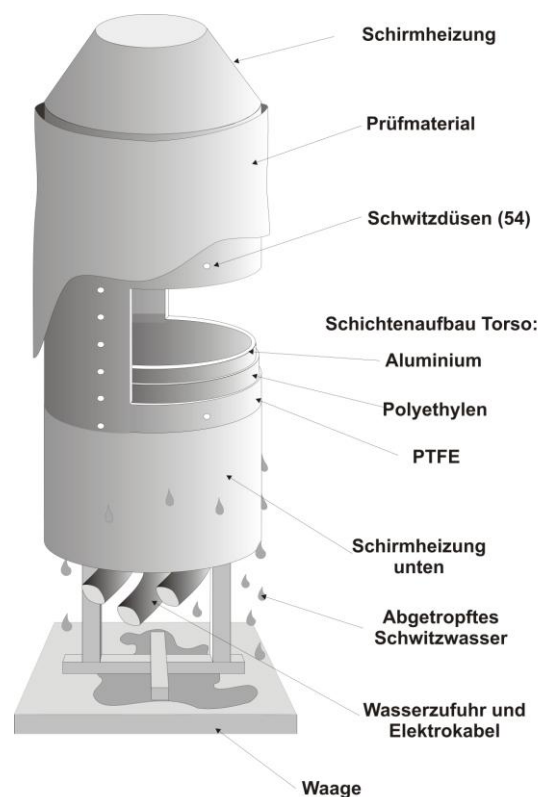 Schirmheizung
Prüfmaterial
Schwitzdüsen (54)
Schichtenaufbau Torso:
Aluminium
Polyethylen
PTFE
Schirmheizung
unten
Abgetropftes
Schwitzwasser
Wasserzufuhr und
Elektrokabel
Waage